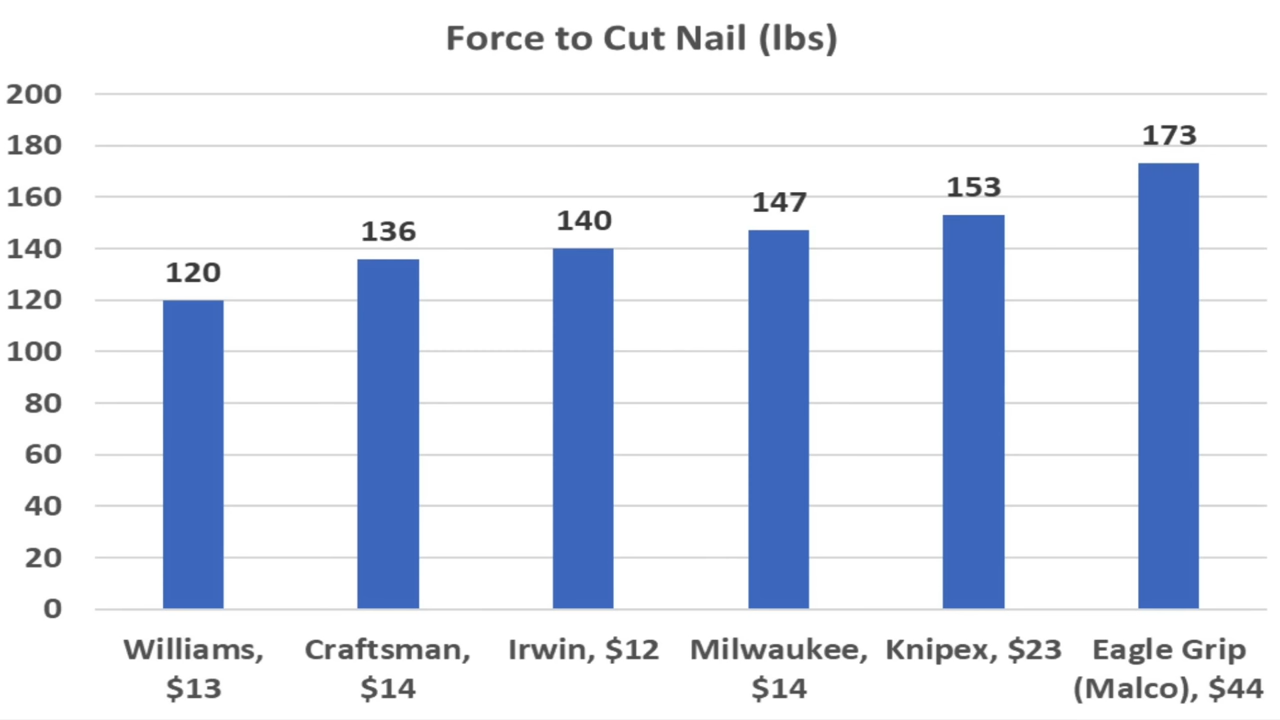 Force to Cut Nail (lbs)
200
180
160
140
120
100
80
60
40
20
0
120
136
140
147
153
173
Williams, $13
Craftsman, $14
Irwin, $12
Milwaukee, $14
Knipex, $23
Eagle Grip (Malco), $44